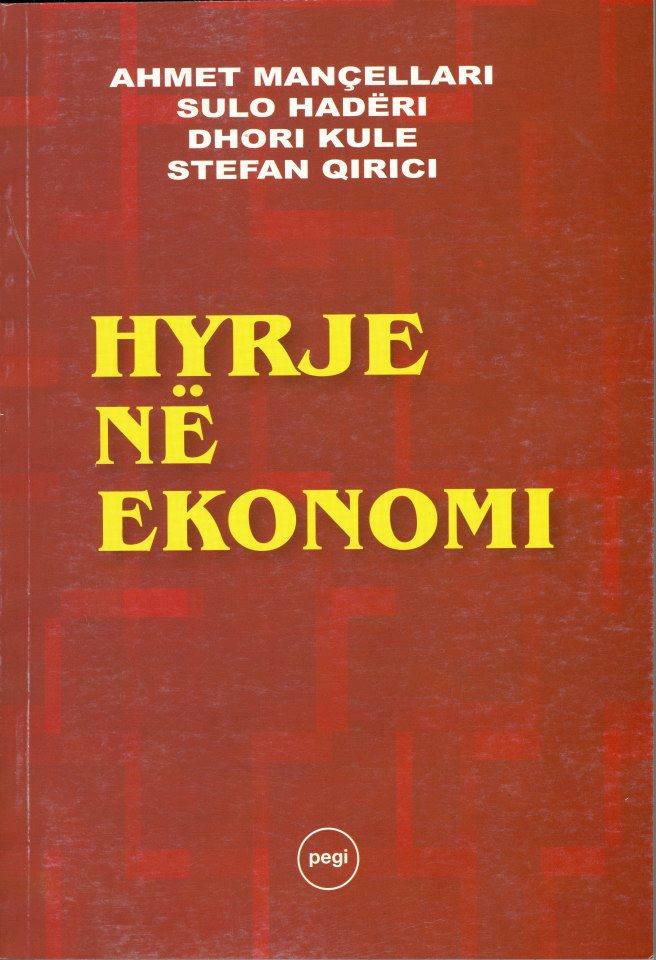 AHMET MANÇELLARI
SULO HADËRI
DHORI KULE
STEFAN QIRICI
HYRJE
NË
EKONOMI
pegi